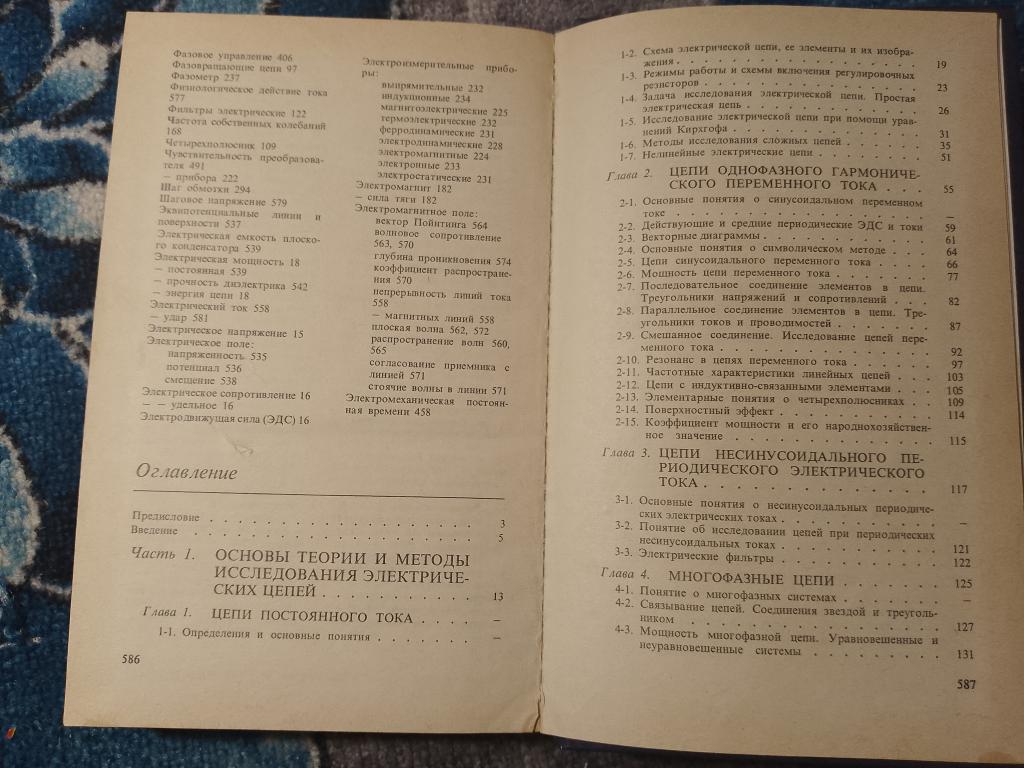 Фазовое управление 406
Фазовращающие цепи 97
Фазометр 237
Физиологическое действие тока
577
Фильтры электрические 122
Частота собственных колебаний
168
Четырехполюсник 109
Чувствительность преобразова-
теля 491
— прибора 222
Шаг обмотки 294
Шаговое напряжение 579
Эквипотенциальные линии и
поверхности 537
Электрическая емкость плоско-
го конденсатора 539
Электрическая мощность 18
— постоянная 539
— прочность диэлектрика 542
— энергия цепи 18
Электрический ток 558
— удар 581
Электрическое напряжение 15
Электрическое поле:
напряженность 535
потенциал 536
смещение 538
Электрическое сопротивление 16
— — удельное 16
Электродвижущая сила (ЭДС) 16
Электроизмерительные прибо-
ры:
выпрямительные 232
индукционные 234
магнитоэлектрические 225
термоэлектрические 232
ферродинамические 231
электродинамические 228
электромагнитные 224
электронные 233
электростатические 231
Электромагнит 182
— сила тяги 182
Электромагнитное поле:
вектор Пойнтинга 564
волновое сопротивление
563, 570
глубина проникновения 574
коэффициент распростране-
ния 570
непрерывность линий тока
558
— магнитных линий 558
плоская волна 562, 572
распространение волн 560,
565
согласование приемника с
линией 571
стоячие волны в линии 571
Электромеханическая постоян-
ная времени 458
Оглавление
Предисловие . . . . . . . . . . . . . . . . . . 3
Введение . . . . . . . . . . . . . . . . . . . 5
Часть 1. ОСНОВЫ ТЕОРИИ И МЕТОДЫ
ИССЛЕДОВАНИЯ ЭЛЕКТРИЧЕ-
СКИХ ЦЕПЕЙ . . . . . . . . . . . 13
Глава 1. ЦЕПИ ПОСТОЯННОГО ТОКА . . . . —
1-1. Определения и основные понятия . . . . . . . —
586
1-2. Схема электрической цепи, ее элементы и их изобра-
жения . . . . . . . . . . . . . . . . . 19
1-3. Режимы работы и схемы включения регулировочных
резисторов . . . . . . . . . . . . . . . 23
1-4. Задача исследования электрической цепи. Простая
электрическая цепь . . . . . . . . . . . . 26
1-5. Исследование электрической цепи при помощи урав-
нений Кирхгофа . . . . . . . . . . . . . 31
1-6. Методы исследования сложных цепей . . . . . . 35
1-7. Нелинейные электрические цепи . . . . . . . . 51
Глава 2. ЦЕПИ ОДНОФАЗНОГО ГАРМОНИЧЕ-
СКОГО ПЕРЕМЕННОГО ТОКА . . . 55
2-1. Основные понятия о синусоидальном переменном
токе . . . . . . . . . . . . . . . . . . —
2-2. Действующие и средние периодические ЭДС и токи 59
2-3. Векторные диаграммы . . . . . . . . . . . 61
2-4. Основные понятия о символическом методе . . . 64
2-5. Цепи синусоидального переменного тока . . . . 66
2-6. Мощность цепи переменного тока . . . . . . . 77
2-7. Последовательное соединение элементов в цепи.
Треугольники напряжений и сопротивлений . . . 82
2-8. Параллельное соединение элементов в цепи. Тре-
угольники токов и проводимостей . . . . . . . 87
2-9. Смешанное соединение. Исследование цепей пере-
менного тока . . . . . . . . . . . . . . . 92
2-10. Резонанс в цепях переменного тока . . . . . . 97
2-11. Частотные характеристики линейных цепей . . . 103
2-12. Цепи с индуктивно-связанными элементами . . . . 105
2-13. Элементарные понятия о четырехполюсниках . . . 109
2-14. Поверхностный эффект . . . . . . . . . . . 114
2-15. Коэффициент мощности и его народнохозяйствен-
ное значение . . . . . . . . . . . . . . 115
Глава 3. ЦЕПИ НЕСИНУСОИДАЛЬНОГО ПЕ-
РИОДИЧЕСКОГО ЭЛЕКТРИЧЕСКОГО
ТОКА . . . . . . . . . . . . . . 117
3-1. Основные понятия о несинусоидальных периодиче-
ских электрических токах . . . . . . . . . . —
3-2. Понятие об исследовании цепей при периодических
несинусоидальных токах . . . . . . . . . . 121
3-3. Электрические фильтры . . . . . . . . . . . 122
Глава 4. МНОГОФАЗНЫЕ ЦЕПИ . . . . . . . 125
4-1. Понятие о многофазных системах . . . . . . . —
4-2. Связывание цепей. Соединения звездой и треуголь-
ником . . . . . . . . . . . . . . . . . 127
4-3. Мощность многофазной цепи. Уравновешенные и
неуравновешенные системы . . . . . . . . . 131
587